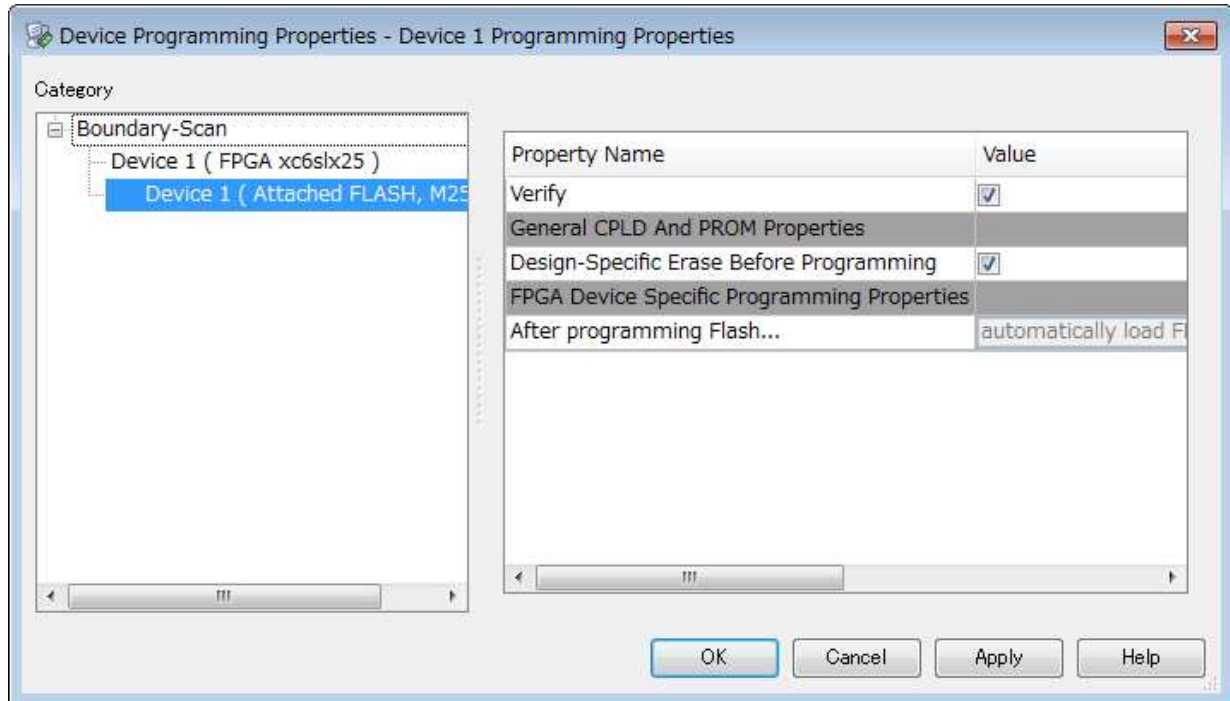 Device Programming Properties - Device 1 Programming Properties
Category
Boundary-Scan
Device 1 ( FPGA xc6slx25 )
Device 1 ( Attached FLASH, M25
Property Name Value
Verify
General CPLD And PROM Properties
Design-Specific Erase Before Programming
FPGA Device Specific Programming Properties
After programming Flash... automatically load
OK Cancel Apply Help